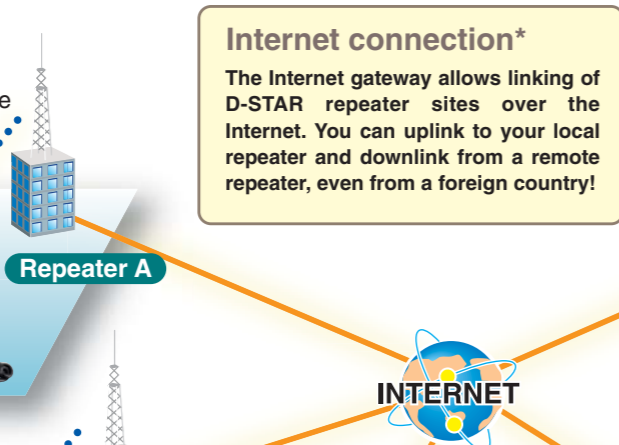 Internet connection*
The Internet gateway allows linking of
D-STAR repeater sites over the
Internet. You can uplink to your local
repeater and downlink from a remote
repeater, even from a foreign country!
e
Repeater A
INTERNET